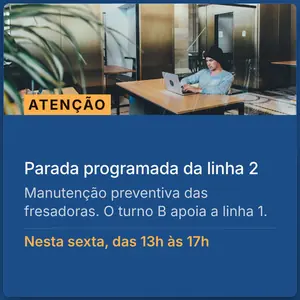 ATENÇÃO
Parada programada da linha 2
Manutenção preventiva das
fresadoras. O turno B apoia a linha 1.
Nesta sexta, das 13h às 17h